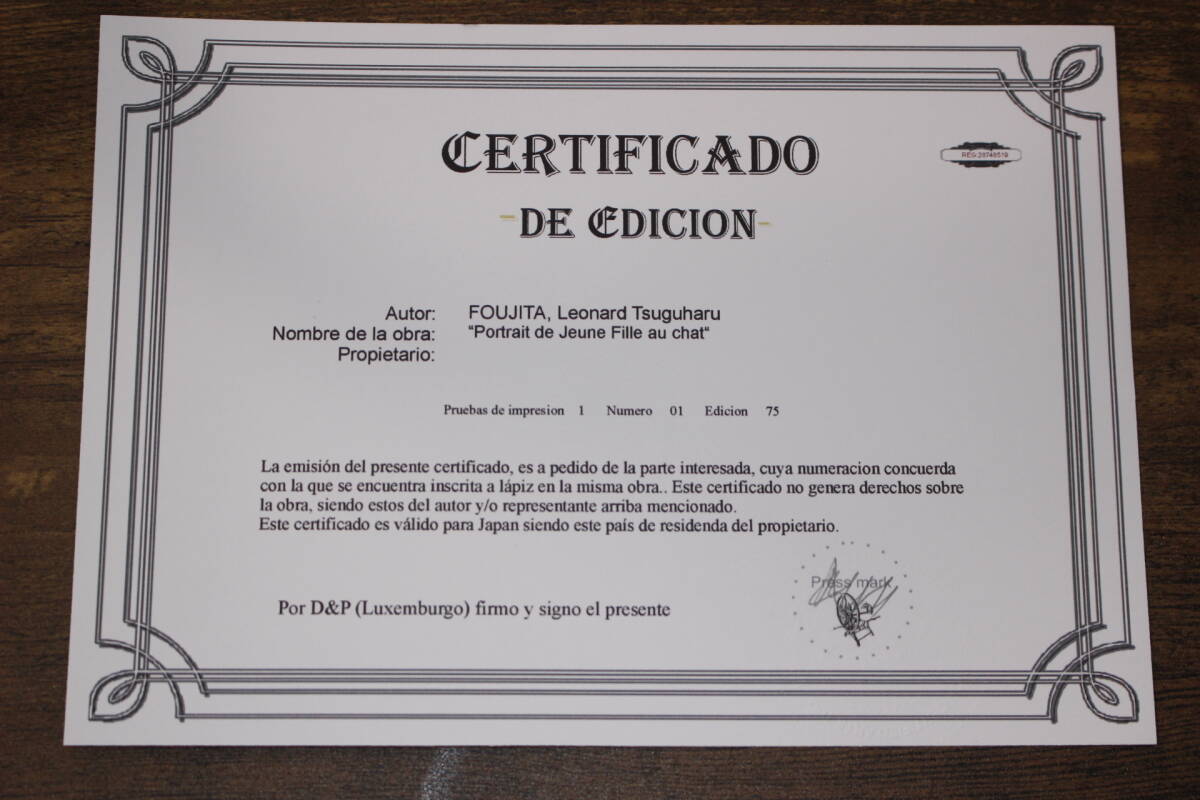 CERTIFICADO
REG:28748519
-DE EDICION-
Autor: FOUJITA, Leonard Tsuguharu
Nombre de la obra: "Portrait de Jeune Fille au chat"
Propietario:
Pruebas de impresion 1 Numero 01 Edicion 75
La emisión del presente certificado, es a pedido de la parte interesada, cuya numeracion concuerda
con la que se encuentra inscrita a lápiz en la misma obra.. Este certificado no genera derechos sobre
la obra, siendo estos del autor y/o representante arriba mencionado.
Este certificado es válido para Japan siendo este país de residenda del propietario.
Press mark
Por D&P (Luxemburgo) firmo y signo el presente